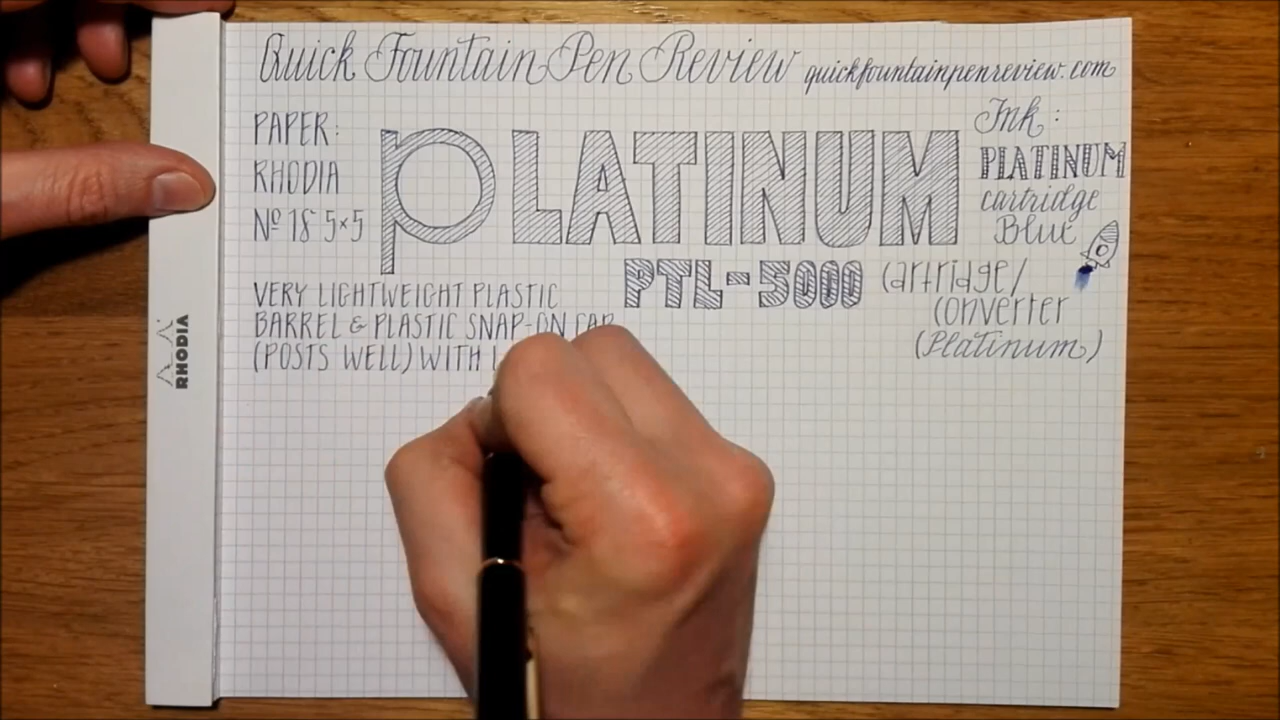 Quick Fountain Pen Review quickfountainpenreview.com
PAPER:
RHODIA
Nº 18 5×5
PLATINUM
PTL-5000
Ink:
PLATINUM
cartridge
Blue
Cartridge/
Converter
(Platinum)
VERY LIGHTWEIGHT PLASTIC
BARREL & PLASTIC SNAP-ON CAP
(POSTS WELL) WITH
RHODIA